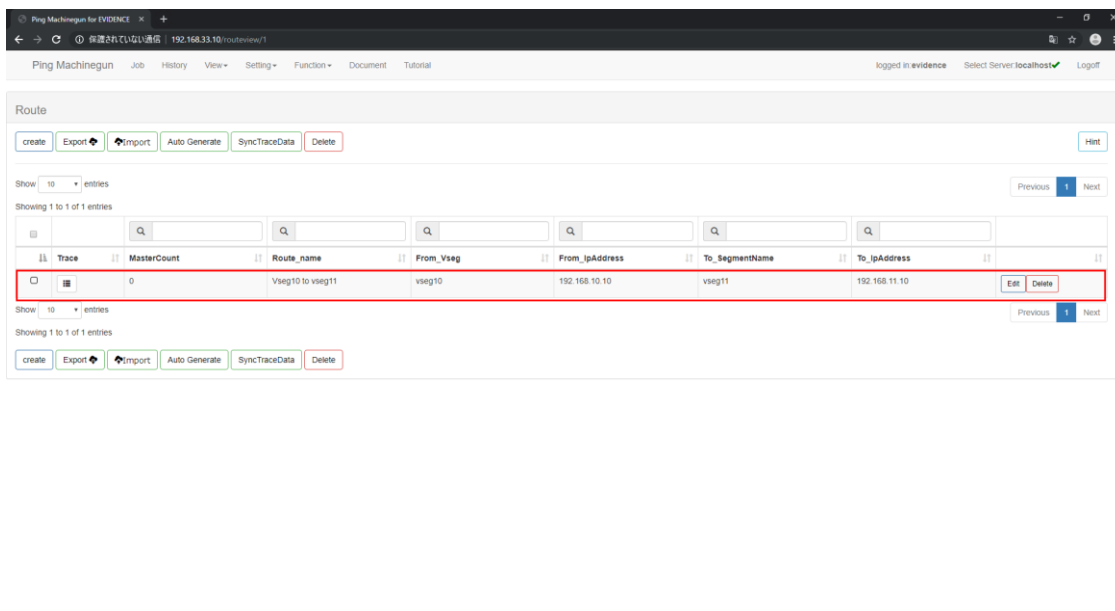 Ping Machinegun for EVIDENCE × +
保護されていない通信 | 192.168.33.10/routeview/1
Ping Machinegun Job History View Setting Function Document Tutorial logged in:evidence Select Server:localhost Logoff
Route
create Export Import Auto Generate SyncTraceData Delete Hint
Show 10 entries Previous 1 Next
Showing 1 to 1 of 1 entries
Trace MasterCount Route_name From_Vseg From_IpAddress To_SegmentName To_IpAddress
0 Vseg10 to vseg11 vseg10 192.168.10.10 vseg11 192.168.11.10 Edit Delete
Show 10 entries Previous 1 Next
Showing 1 to 1 of 1 entries
create Export Import Auto Generate SyncTraceData Delete